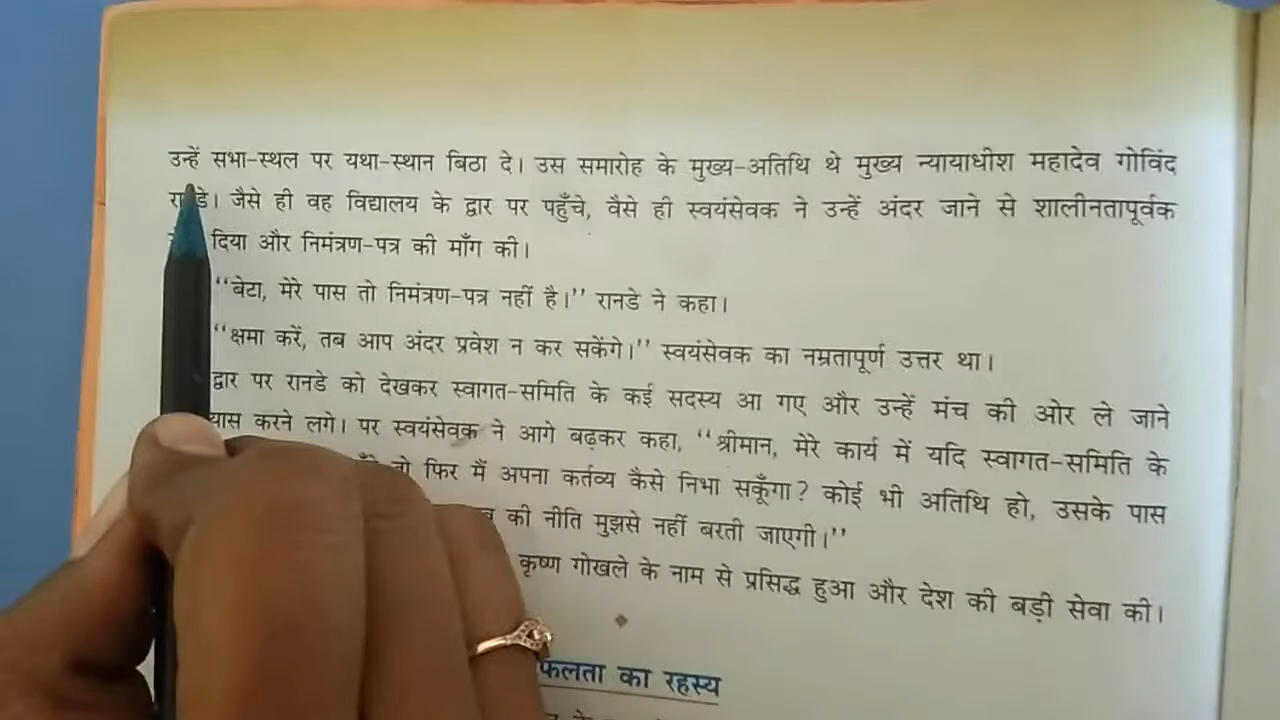 उन्हें सभा-स्थल पर यथा-स्थान बिठा दे। उस समारोह के मुख्य-अतिथि थे मुख्य न्यायाधीश महादेव गोविंद
जैसे ही वह विद्यालय के द्वार पर पहुँचे, वैसे ही स्वयंसेवक ने उन्हें अंदर जाने से शालीनतापूर्वक
दिया और निमंत्रण-पत्र की माँग की।
‘‘बेटा, मेरे पास तो निमंत्रण-पत्र नहीं है।’’ रानडे ने कहा।
‘‘क्षमा करें, तब आप अंदर प्रवेश न कर सकेंगे।’’ स्वयंसेवक का नम्रतापूर्ण उत्तर था।
द्वार पर रानडे को देखकर स्वागत-समिति के कई सदस्य आ गए और उन्हें मंच की ओर ले जाने
करने लगे। पर स्वयंसेवक ने आगे बढ़कर कहा, ‘‘श्रीमान, मेरे कार्य में यदि स्वागत-समिति के
तो फिर मैं अपना कर्तव्य कैसे निभा सकूँगा? कोई भी अतिथि हो, उसके पास
की नीति मुझसे नहीं बरती जाएगी।’’
कृष्ण गोखले के नाम से प्रसिद्ध हुआ और देश की बड़ी सेवा की।
का रहस्य